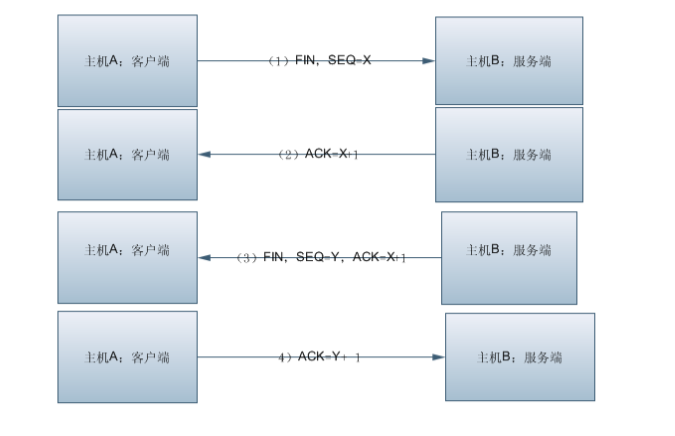 主机A：客户端
（1）FIN，SEQ=X
主机B：服务端
主机A：客户端
（2）ACK=X+1
主机B：服务端
主机A：客户端
（3）FIN，SEQ=Y，ACK=X+1
主机B：服务端
主机A：客户端
4）ACK=Y+ 1
主机B：服务端